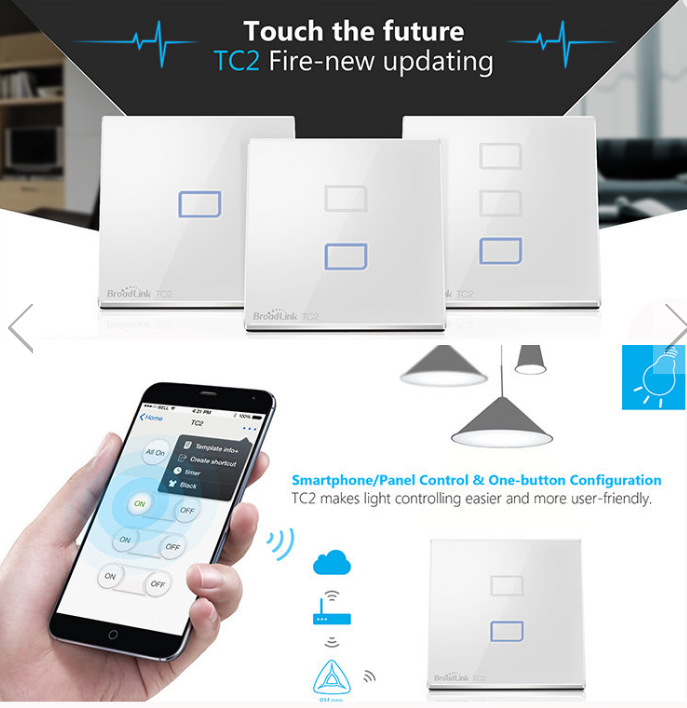 Touch the future
TC2 Fire-new updating
BroadLink TC2
BroadLink TC2
k TC2
BELL 4:21 PM 100%
Home TC2
All On
Template info+
Create shortcut
timer
Black
ON OFF
ON OFF
ON OFF
Smartphone/Panel Control & One-button Configuration
TC2 makes light controlling easier and more user-friendly.
BroadLink TC2
RM pro